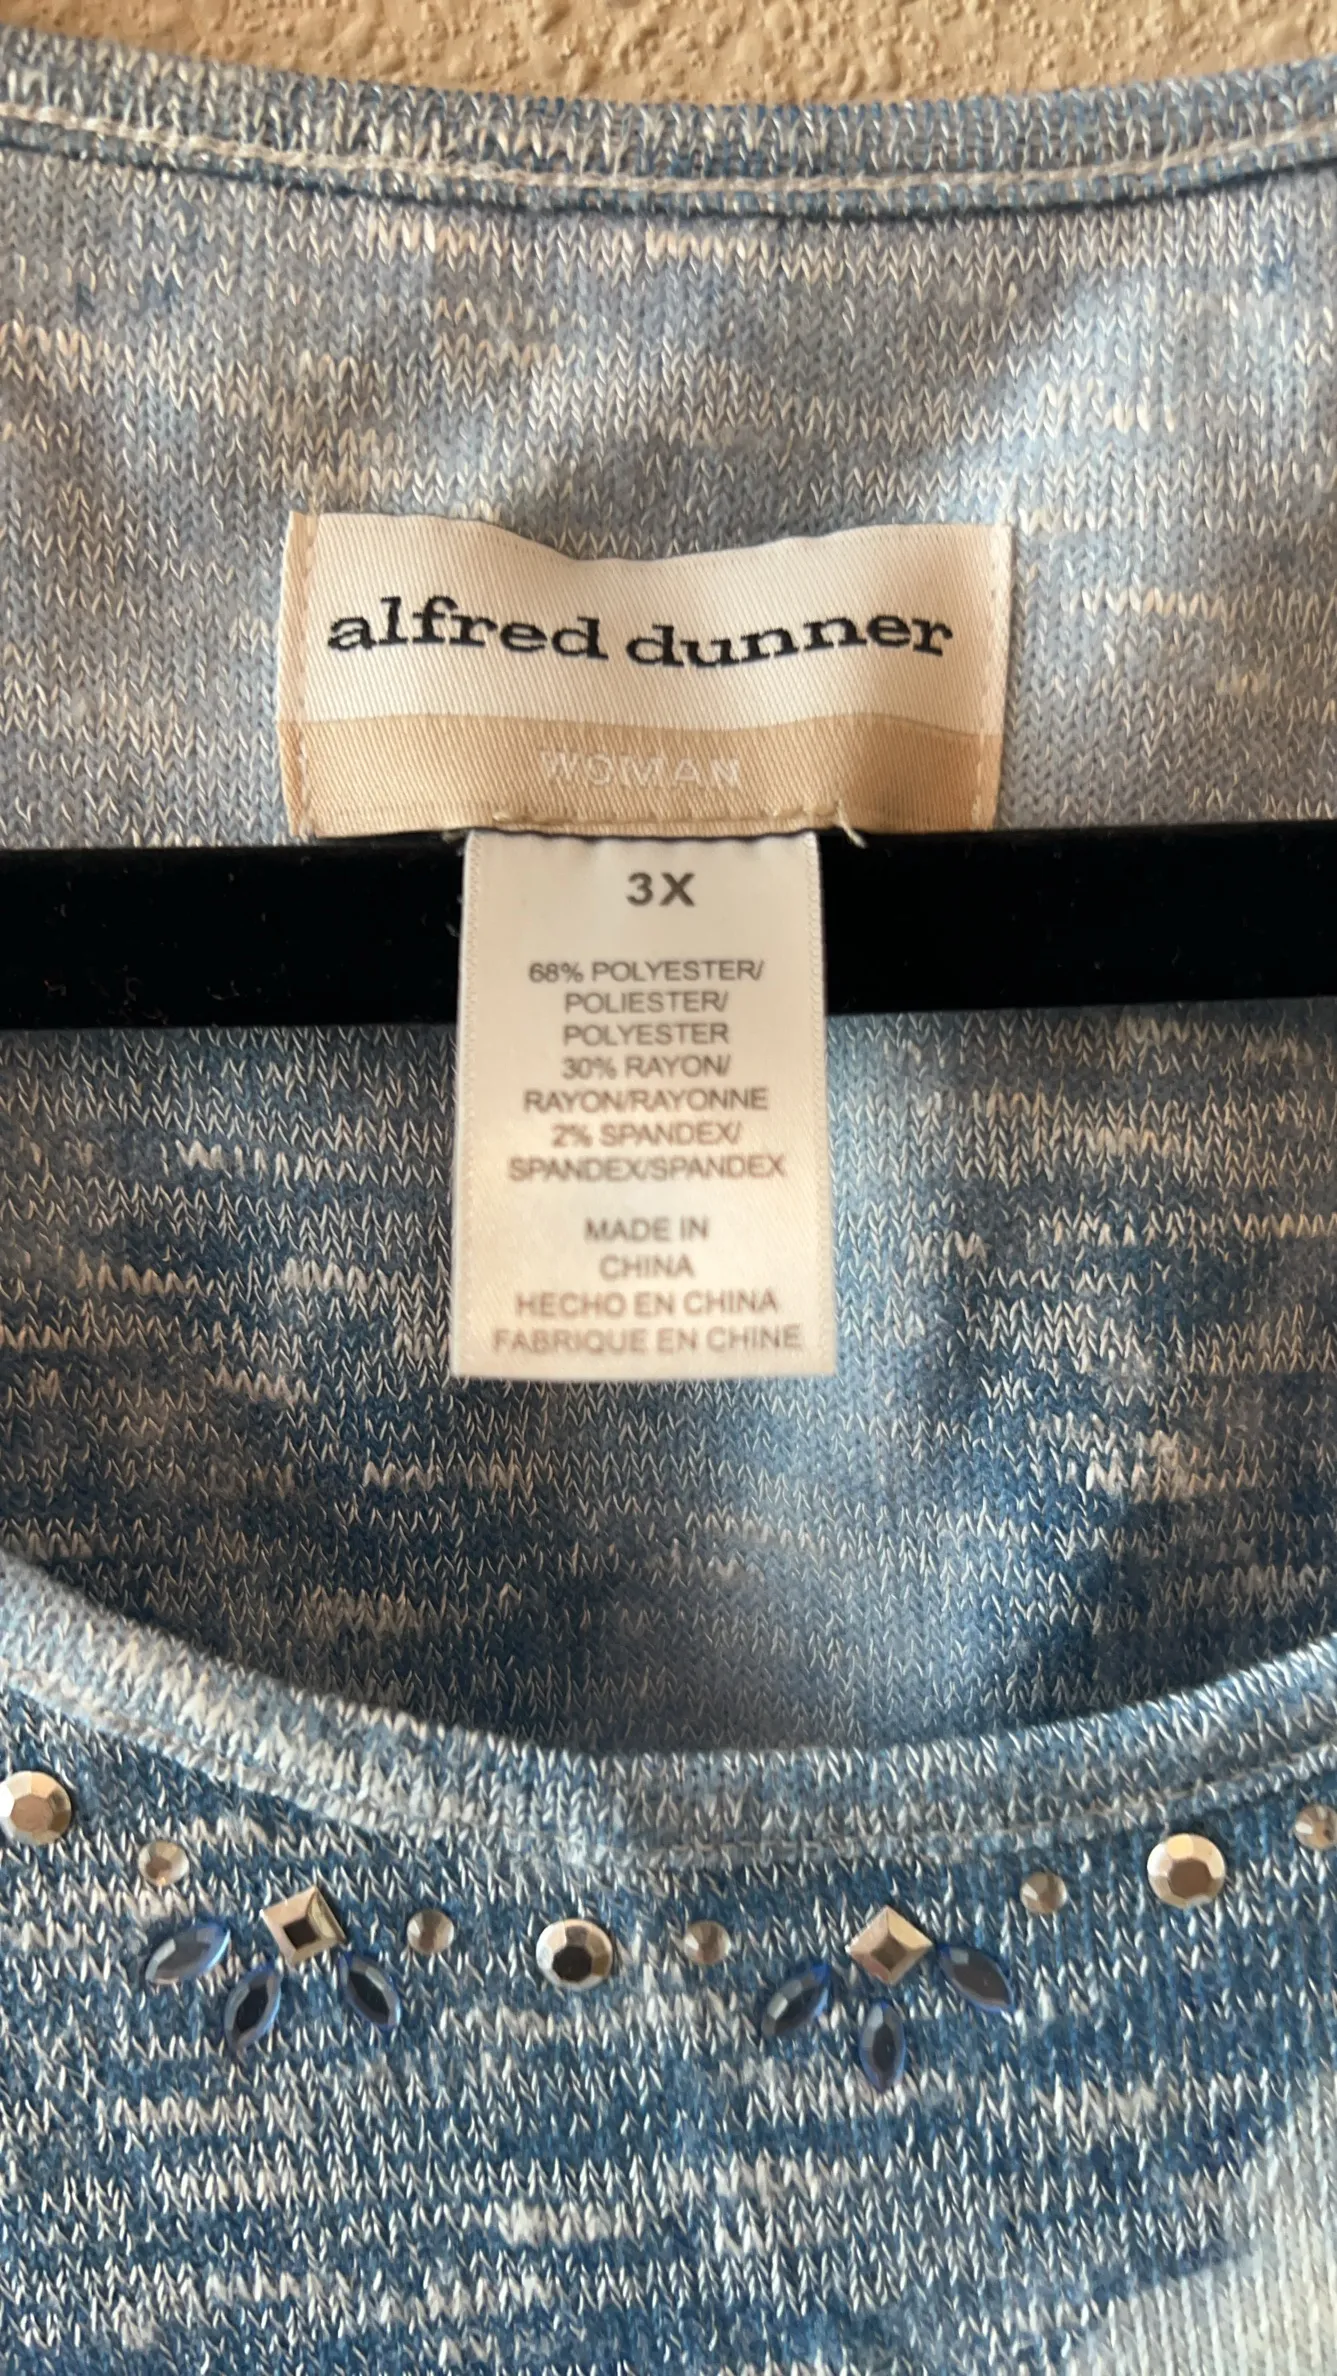 alfred dunner
WOMAN
3X
68% POLYESTER/
POLIESTER/
POLYESTER
30% RAYON/
RAYON/RAYONNE
2% SPANDEX/
SPANDEX/SPANDEX
MADE IN
CHINA
HECHO EN CHINA
FABRIQUE EN CHINE